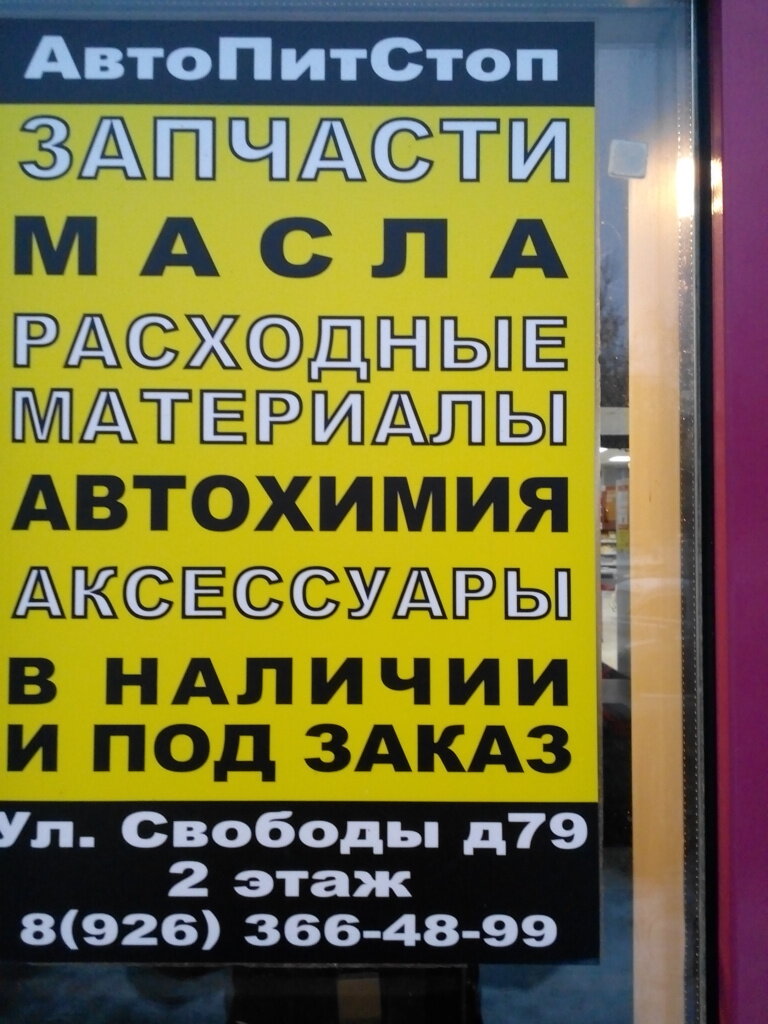 АвтоПитСтоп
ЗАПЧАСТИ
МАСЛА
РАСХОДНЫЕ
МАТЕРИАЛЫ
АВТОХИМИЯ
АКСЕССУАРЫ
В НАЛИЧИИ
И ПОД ЗАКАЗ
Ул. Свободы д79
2 этаж
8(926) 366-48-99